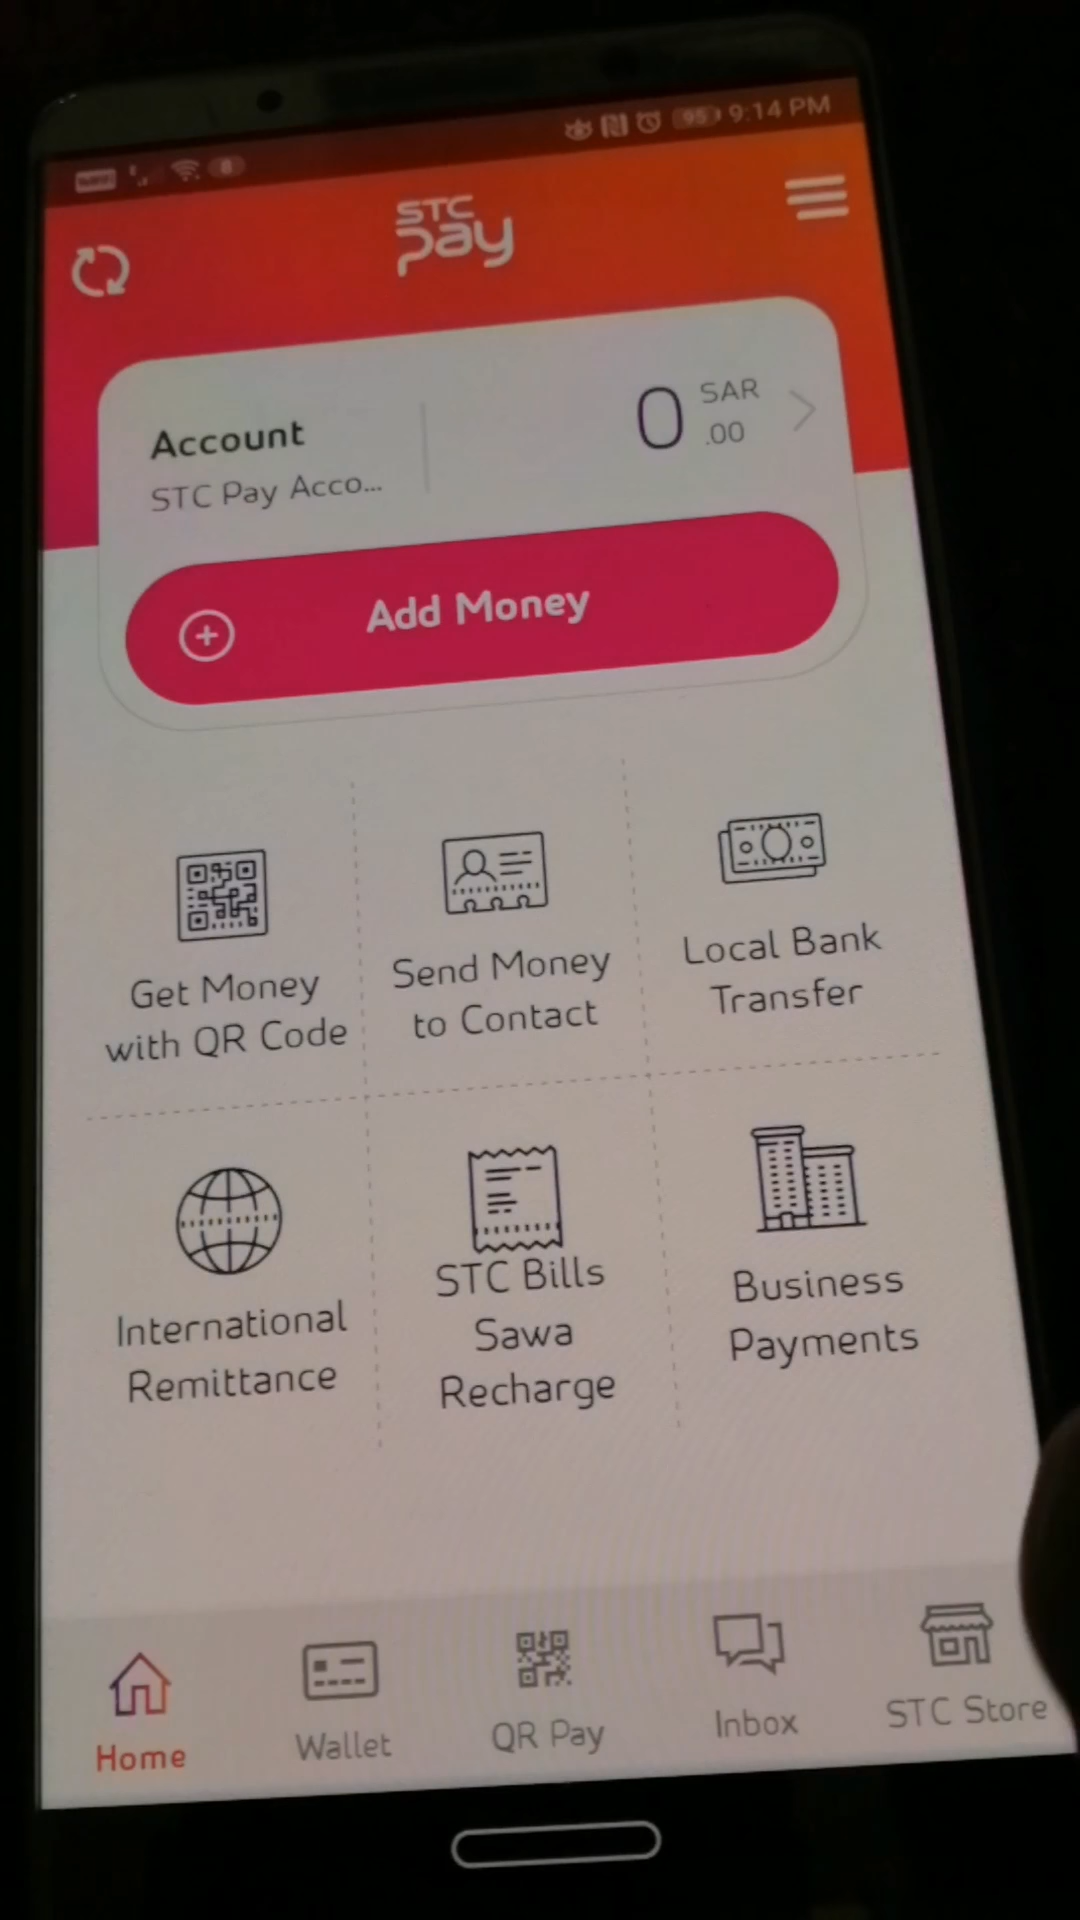 8
95 9:14 PM
STC
pay
Account
STC Pay Acco...
0 SAR
.00
Add Money
Get Money
with QR Code
Send Money
to Contact
Local Bank
Transfer
International
Remittance
STC Bills
Sawa
Recharge
Business
Payments
Home
Wallet
QR Pay
Inbox
STC Store